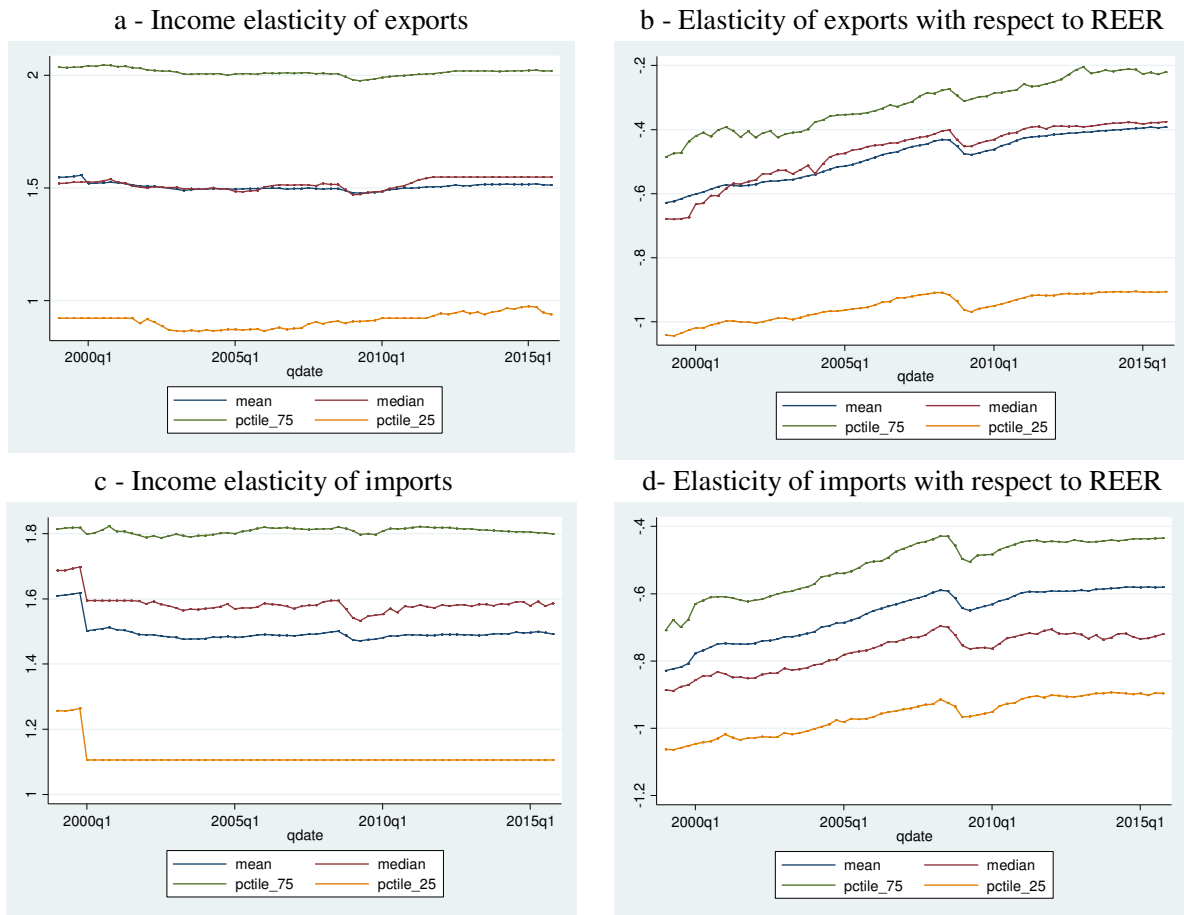 a - Income elasticity of exports
2
1.5
1
2000q1 2005q1 2010q1 2015q1
qdate
mean median
pctile_75 pctile_25
b - Elasticity of exports with respect to REER
-.2
-.4
-.6
-.8
-1
2000q1 2005q1 2010q1 2015q1
qdate
mean median
pctile_75 pctile_25
c - Income elasticity of imports
1.8
1.6
1.4
1.2
1
2000q1 2005q1 2010q1 2015q1
qdate
mean median
pctile_75 pctile_25
d- Elasticity of imports with respect to REER
-.4
-.6
-.8
-1
-1.2
2000q1 2005q1 2010q1 2015q1
qdate
mean median
pctile_75 pctile_25